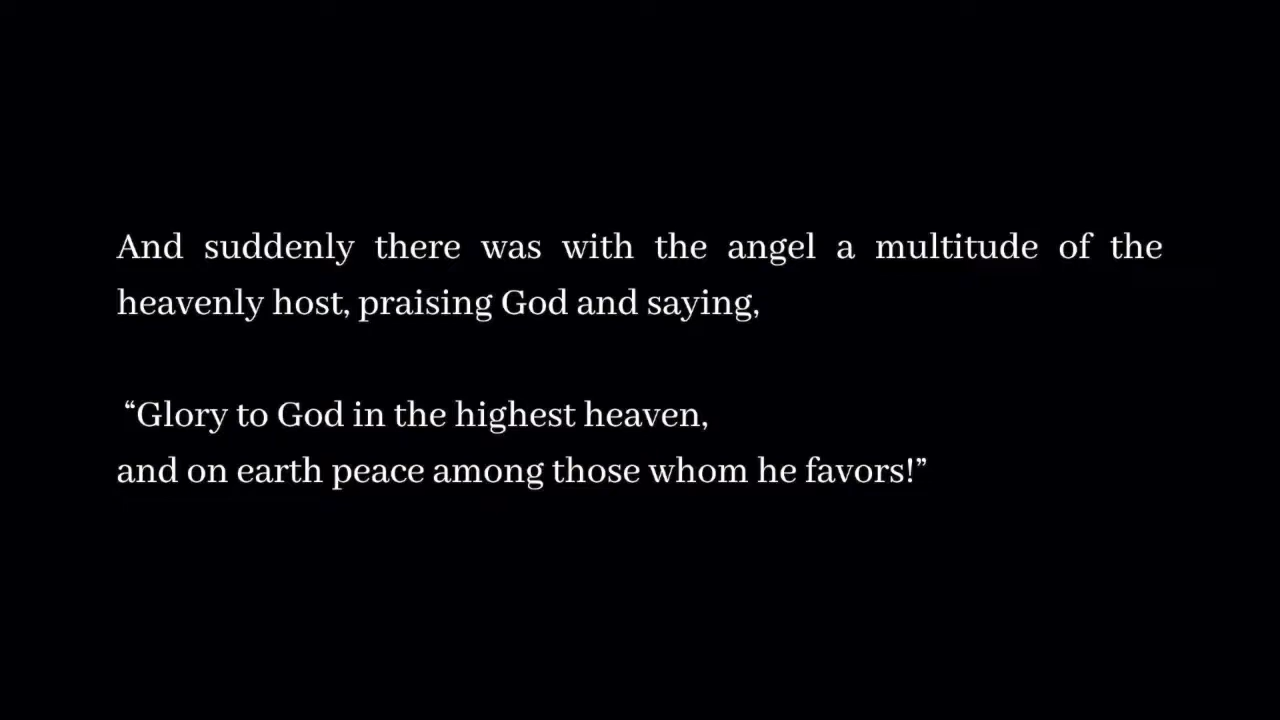 And suddenly there was with the angel a multitude of the
heavenly host, praising God and saying,
“Glory to God in the highest heaven,
and on earth peace among those whom he favors!”